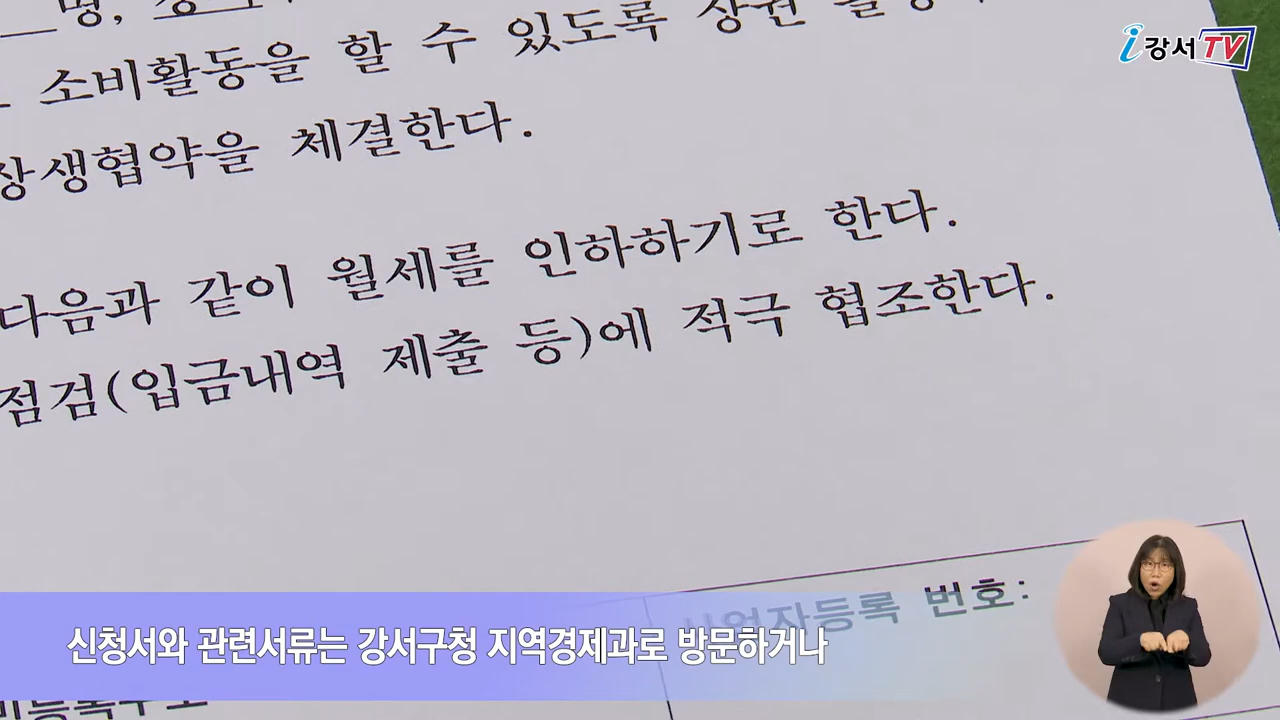 명,
소비활동을 할 수 있도록 상권
상생협약을 체결한다.
다음과 같이 월세를 인하하기로 한다.
점검(입금내역 제출 등)에 적극 협조한다.
사업자등록 번호:
i강서TV
신청서와 관련서류는 강서구청 지역경제과로 방문하거나